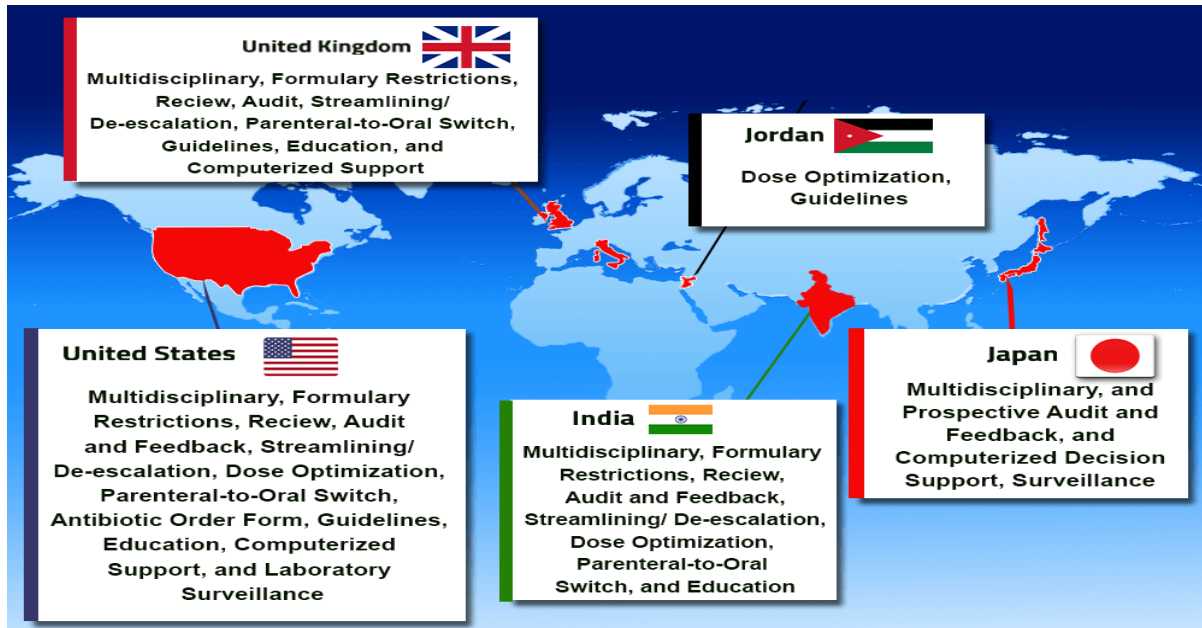 United Kingdom
Multidisciplinary, Formulary Restrictions,
Reciew, Audit, Streamlining/
De-escalation, Parenteral-to-Oral Switch,
Guidelines, Education, and
Computerized Support
Jordan
Dose Optimization,
Guidelines
United States
Multidisciplinary, Formulary
Restrictions, Reciew, Audit
and Feedback, Streamlining/
De-escalation, Dose Optimization,
Parenteral-to-Oral Switch,
Antibiotic Order Form, Guidelines,
Education, Computerized
Support, and Laboratory
Surveillance
India
Multidisciplinary, Formulary
Restrictions, Reciew,
Audit and Feedback,
Streamlining/ De-escalation,
Dose Optimization,
Parenteral-to-Oral
Switch, and Education
Japan
Multidisciplinary, and
Prospective Audit and
Feedback, and
Computerized Decision
Support, Surveillance